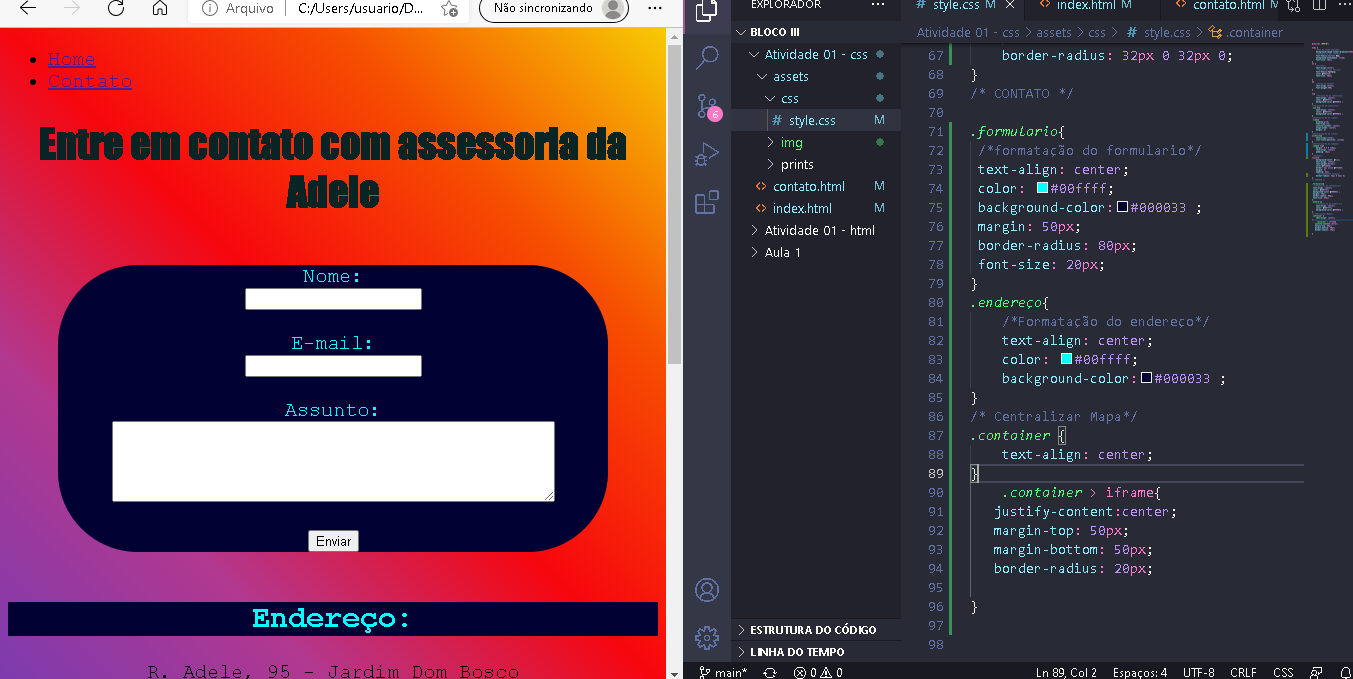 Arquivo
C:/Users/usuario/D...
Não sincronizando
Home
Contato
Entre em contato com assessoria da
Adele
Nome:
E-mail:
Assunto:
Enviar
Endereço:
R. Adele, 95 - Jardim Dom Bosco
EXPLORADOR
BLOCO III
Atividade 01 - css
assets
css
# style.css M
img
prints
<> contato.html M
<> index.html M
Atividade 01 - html
Aula 1
ESTRUTURA DO CÓDIGO
LINHA DO TEMPO
6
# style.css M
<> index.html M
<> contato.html M
Atividade 01 - css > assets > css > # style.css > .container
67 border-radius: 32px 0 32px 0;
68 }
69 /* CONTATO */
70
71 .formulario{
72 /*formatação do formulario*/
73 text-align: center;
74 color: #00ffff;
75 background-color: #000033 ;
76 margin: 50px;
77 border-radius: 80px;
78 font-size: 20px;
79 }
80 .endereço{
81 /*Formatação do endereço*/
82 text-align: center;
83 color: #00ffff;
84 background-color: #000033 ;
85 }
86 /* Centralizar Mapa*/
87 .container {
88 text-align: center;
89 }
90 .container > iframe{
91 justify-content:center;
92 margin-top: 50px;
93 margin-bottom: 50px;
94 border-radius: 20px;
95
96 }
97
98
main*
0 0
Ln 89, Col 2
Espaços: 4
UTF-8
CRLF
CSS